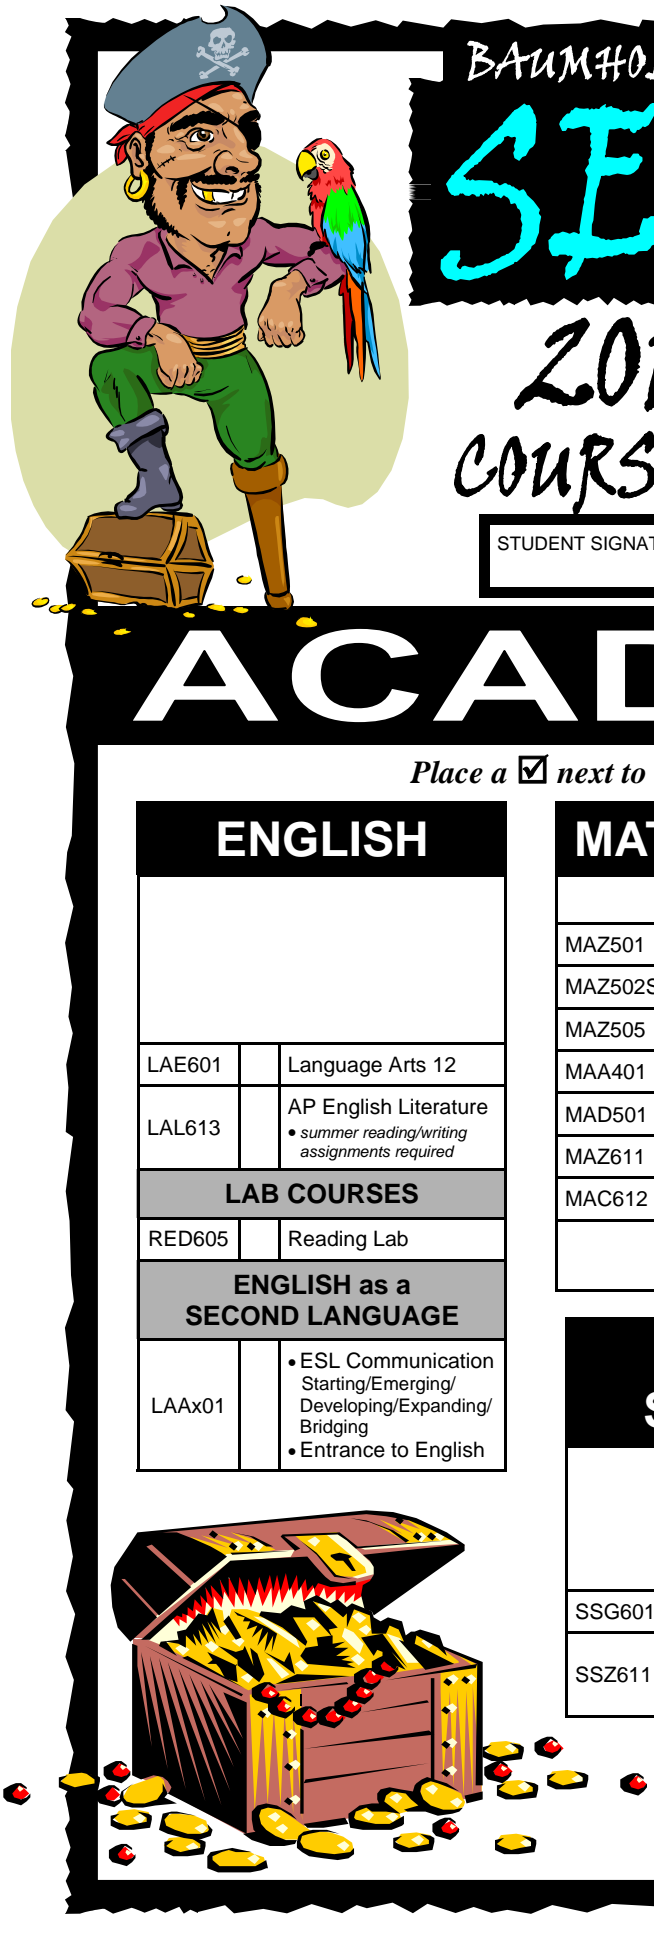 BAUMHO
SE
20
COURS
STUDENT SIGNAT
ACAD
Place a ☑ next to
ENGLISH
LAE601 Language Arts 12
LAL613 AP English Literature
• summer reading/writing
assignments required
LAB COURSES
RED605 Reading Lab
ENGLISH as a
SECOND LANGUAGE
LAAx01 • ESL Communication
Starting/Emerging/
Developing/Expanding/
Bridging
• Entrance to English
MAT
MAZ501
MAZ502S
MAZ505
MAA401
MAD501
MAZ611
MAC612
S
SSG601
SSZ611